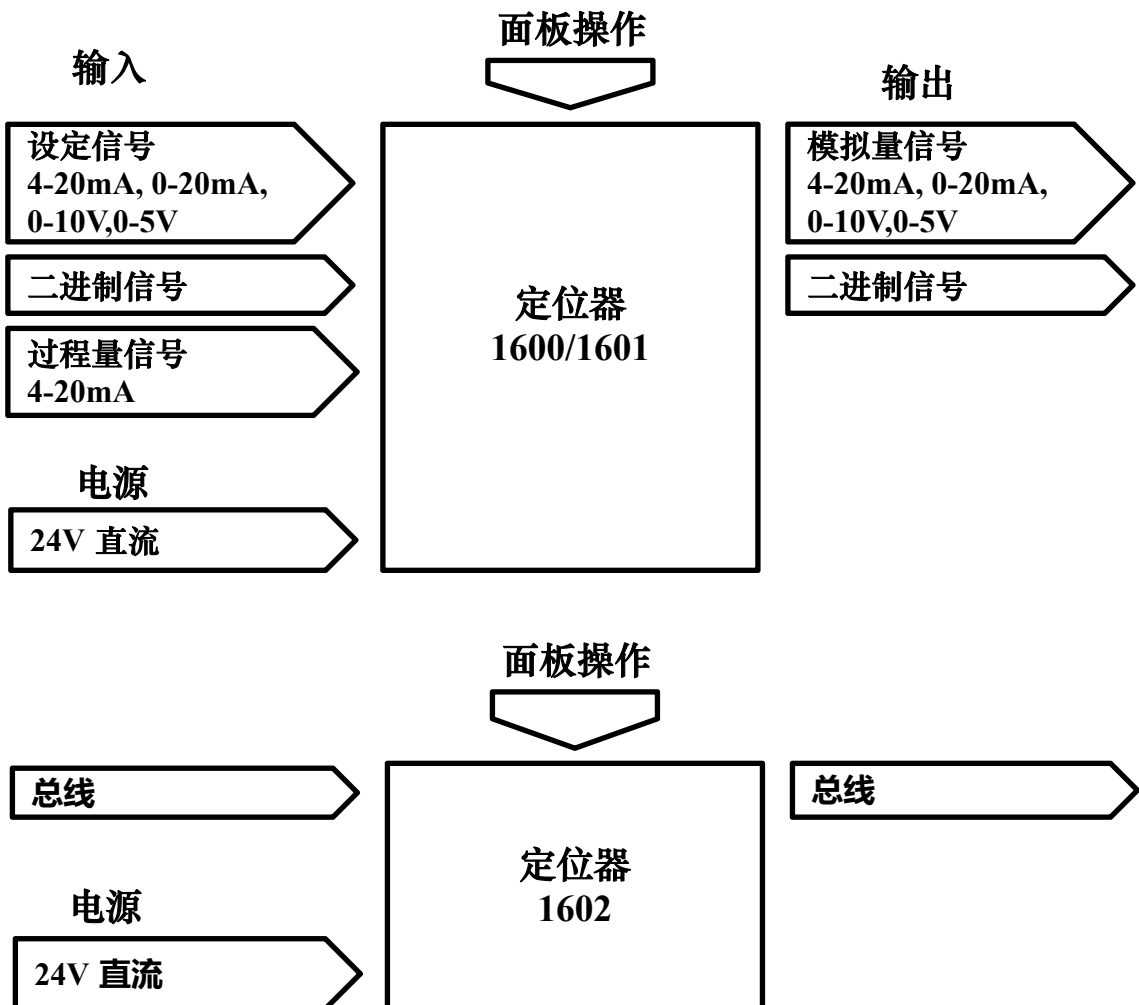 面板操作
输入
输出
设定信号
4-20mA, 0-20mA,
0-10V,0-5V
二进制信号
过程量信号
4-20mA
电源
24V 直流
定位器
1600/1601
模拟量信号
4-20mA, 0-20mA,
0-10V,0-5V
二进制信号
面板操作
总线
电源
24V 直流
定位器
1602
总线